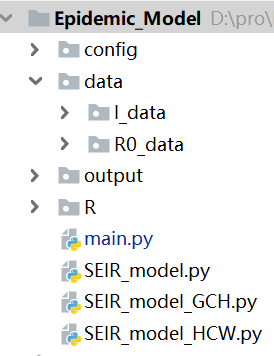 Epidemic_Model D:\pro\
config
data
I_data
R0_data
output
R
main.py
SEIR_model.py
SEIR_model_GCH.py
SEIR_model_HCW.py